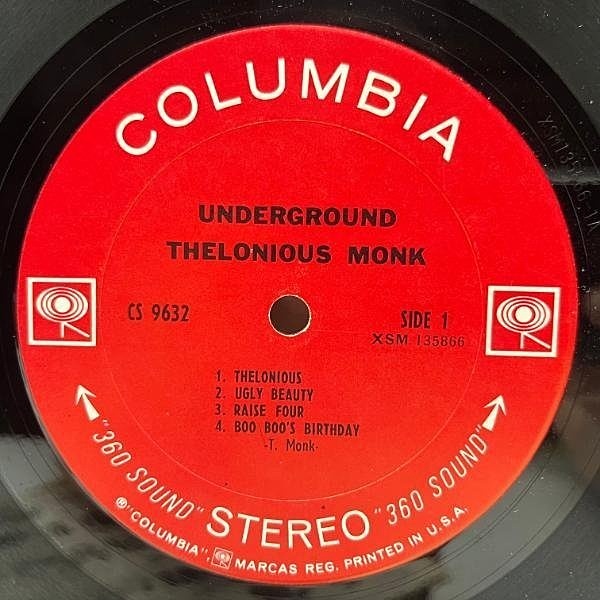 COLUMBIA
UNDERGROUND
THELONIOUS MONK
CS 9632
SIDE 1
XSM 135866
1. THELONIOUS
2. UGLY BEAUTY
3. RAISE FOUR
4. BOO BOO'S BIRTHDAY
-T. Monk-
"360 SOUND" STEREO "360 SOUND"
®"COLUMBIA", MARCAS REG. PRINTED IN U.S.A.